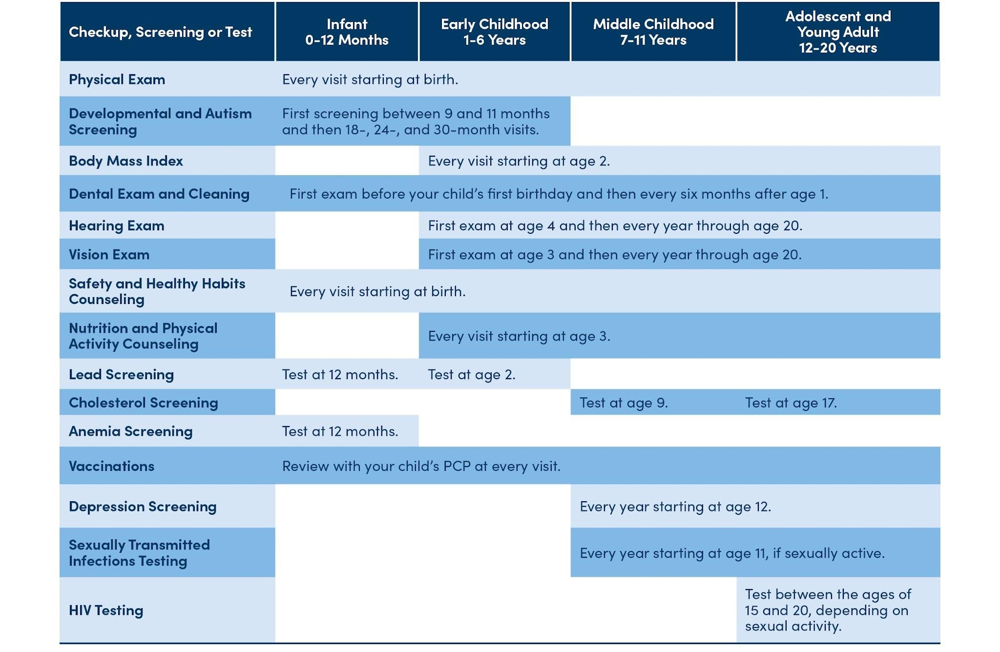 Checkup, Screening or Test
Infant
0-12 Months
Early Childhood
1-6 Years
Middle Childhood
7-11 Years
Adolescent and
Young Adult
12-20 Years
Physical Exam
Every visit starting at birth.
Developmental and Autism
Screening
First screening between 9 and 11 months
and then 18-, 24-, and 30-month visits.
Body Mass Index
Every visit starting at age 2.
Dental Exam and Cleaning
First exam before your child’s first birthday and then every six months after age 1.
Hearing Exam
First exam at age 4 and then every year through age 20.
Vision Exam
First exam at age 3 and then every year through age 20.
Safety and Healthy Habits
Counseling
Every visit starting at birth.
Nutrition and Physical
Activity Counseling
Every visit starting at age 3.
Lead Screening
Test at 12 months.
Test at age 2.
Cholesterol Screening
Test at age 9.
Test at age 17.
Anemia Screening
Test at 12 months.
Vaccinations
Review with your child’s PCP at every visit.
Depression Screening
Every year starting at age 12.
Sexually Transmitted
Infections Testing
Every year starting at age 11, if sexually active.
HIV Testing
Test between the ages of
15 and 20, depending on
sexual activity.